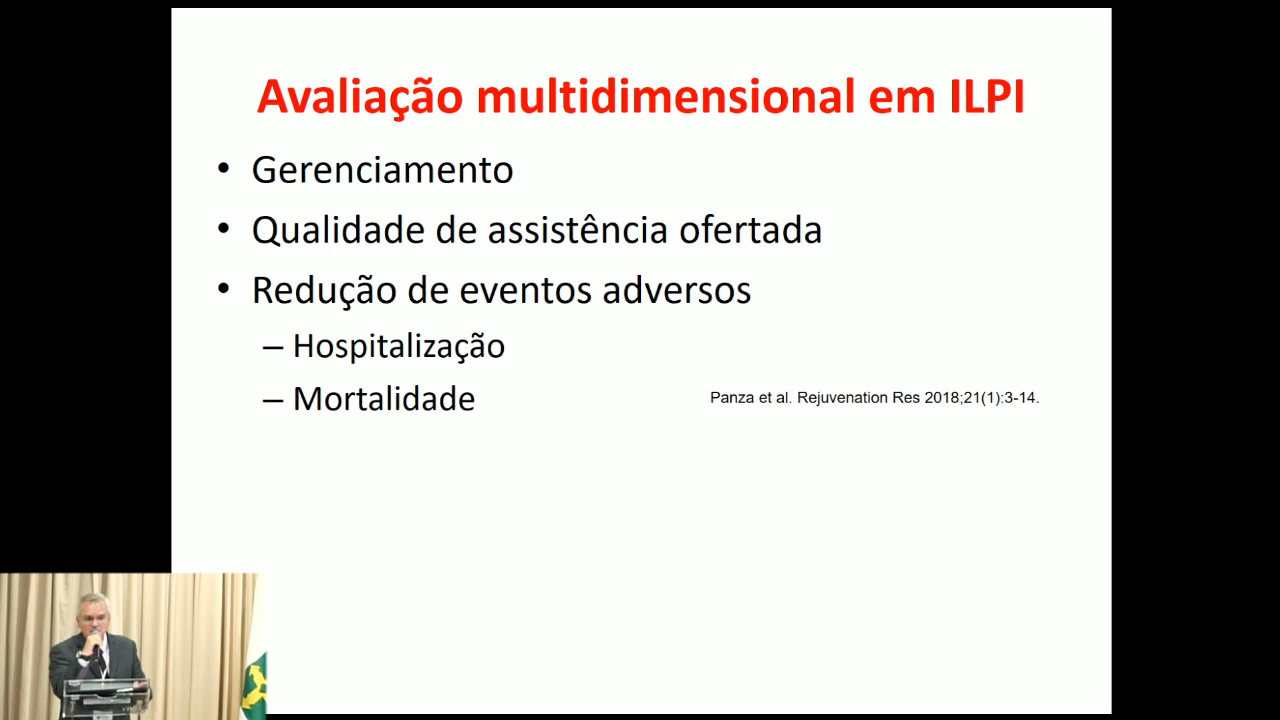 Avaliação multidimensional em ILPI
• Gerenciamento
• Qualidade de assistência ofertada
• Redução de eventos adversos
– Hospitalização
– Mortalidade
Panza et al. Rejuvenation Res 2018;21(1):3-14.